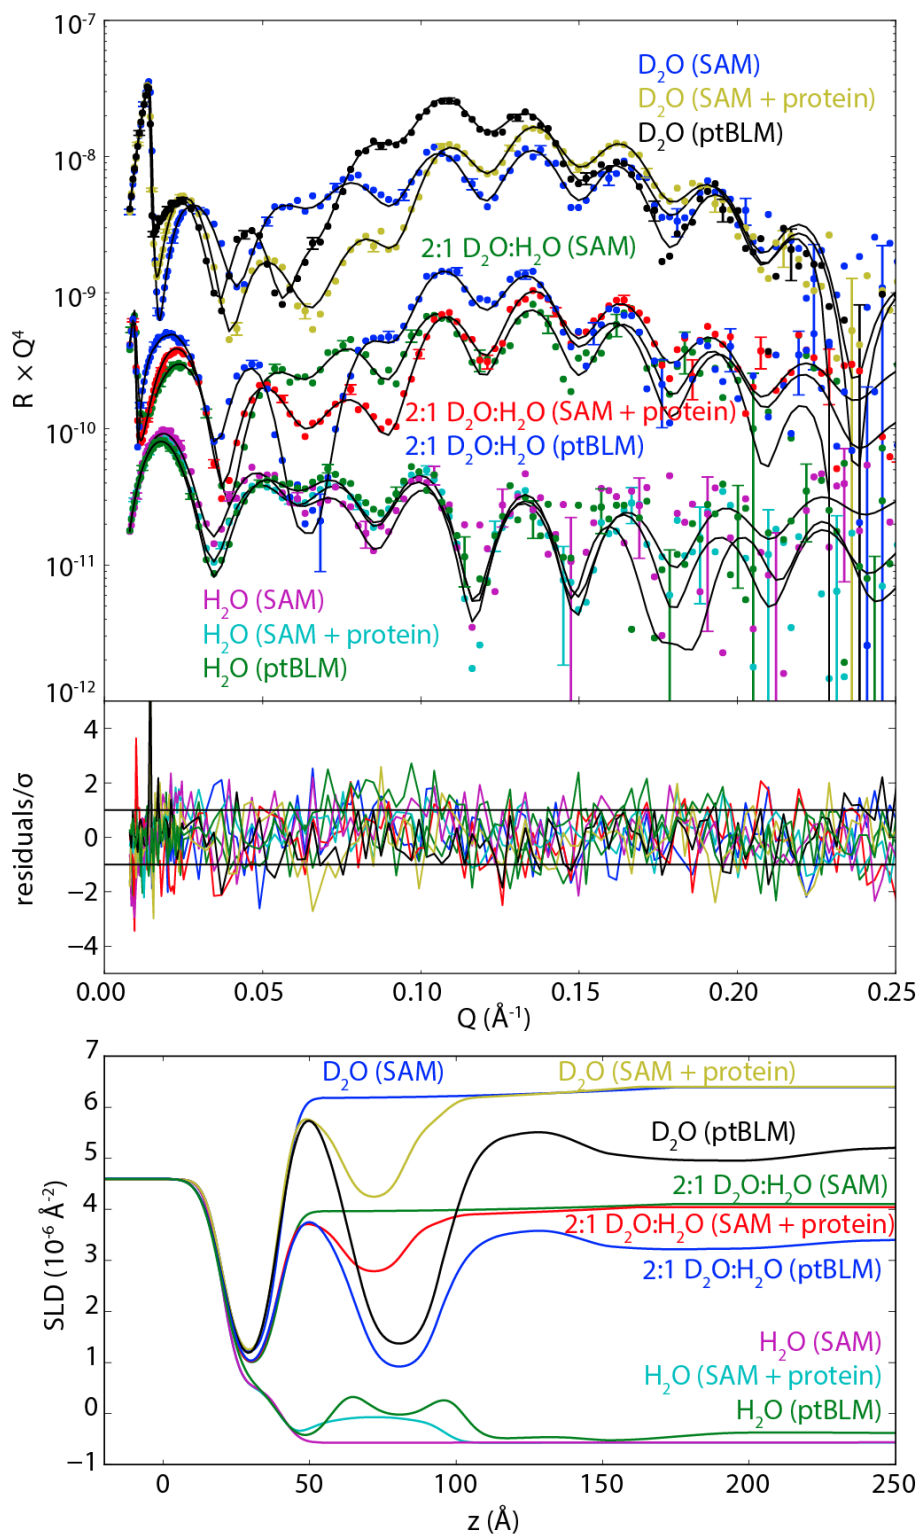 10⁻⁷
D₂O (SAM)
D₂O (SAM + protein)
D₂O (ptBLM)
10⁻⁸
2:1 D₂O:H₂O (SAM)
10⁻⁹
R × Q⁴
2:1 D₂O:H₂O (SAM + protein)
10⁻¹⁰
2:1 D₂O:H₂O (ptBLM)
10⁻¹¹
H₂O (SAM)
H₂O (SAM + protein)
H₂O (ptBLM)
10⁻¹²
4
2
0
−2
−4
residuals/σ
0.00 0.05 0.10 0.15 0.20 0.25
Q (Å⁻¹)
7
D₂O (SAM) D₂O (SAM + protein)
6
D₂O (ptBLM)
5
2:1 D₂O:H₂O (SAM)
4
2:1 D₂O:H₂O (SAM + protein)
3
2:1 D₂O:H₂O (ptBLM)
SLD (10⁻⁶ Å⁻²)
2
H₂O (SAM)
1
H₂O (SAM + protein)
0
H₂O (ptBLM)
−1
0 50 100 150 200 250
z (Å)